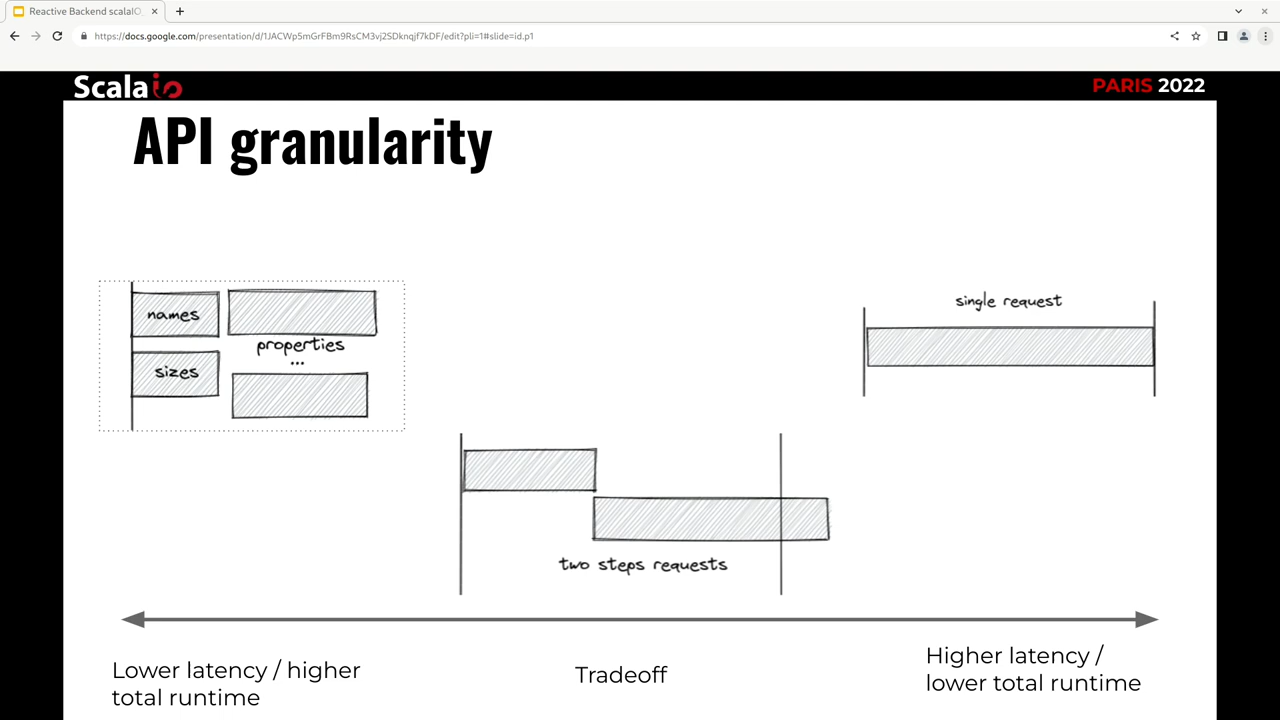 Reactive Backend scalaIO
https://docs.google.com/presentation/d/1JACWp5mGrFBm9RsCM3vj2SDknqjf7kDF/edit?pli=1#slide=id.p1
Scala io
PARIS 2022
API granularity
names
sizes
properties
...
single request
two steps requests
Lower latency / higher
total runtime
Tradeoff
Higher latency /
lower total runtime